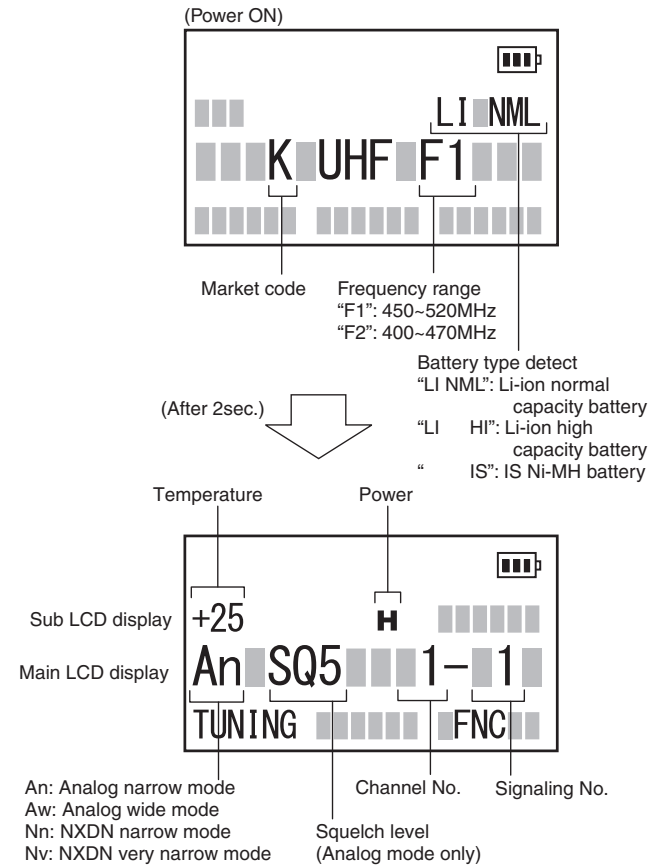 (Power ON)
LI NML
K UHF F1
Market code
Frequency range
“F1”: 450~520MHz
“F2”: 400~470MHz
Battery type detect
“LI NML”: Li-ion normal
capacity battery
“LI HI”: Li-ion high
capacity battery
“ IS”: IS Ni-MH battery
(After 2sec.)
Temperature
Power
Sub LCD display
+25
H
Main LCD display
An SQ5 1- 1
TUNING FNC
An: Analog narrow mode
Aw: Analog wide mode
Nn: NXDN narrow mode
Nv: NXDN very narrow mode
Squelch level
(Analog mode only)
Channel No.
Signaling No.